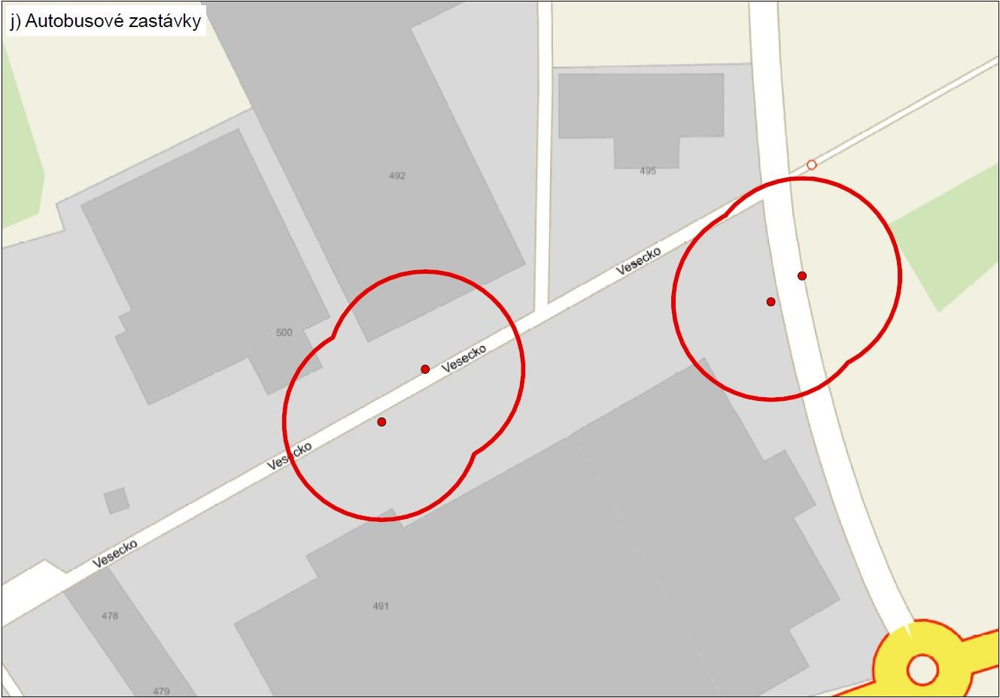 j) Autobusové zastávky
492
495
Vesecko
500
Vesecko
Vesecko
Vesecko
491
478
479